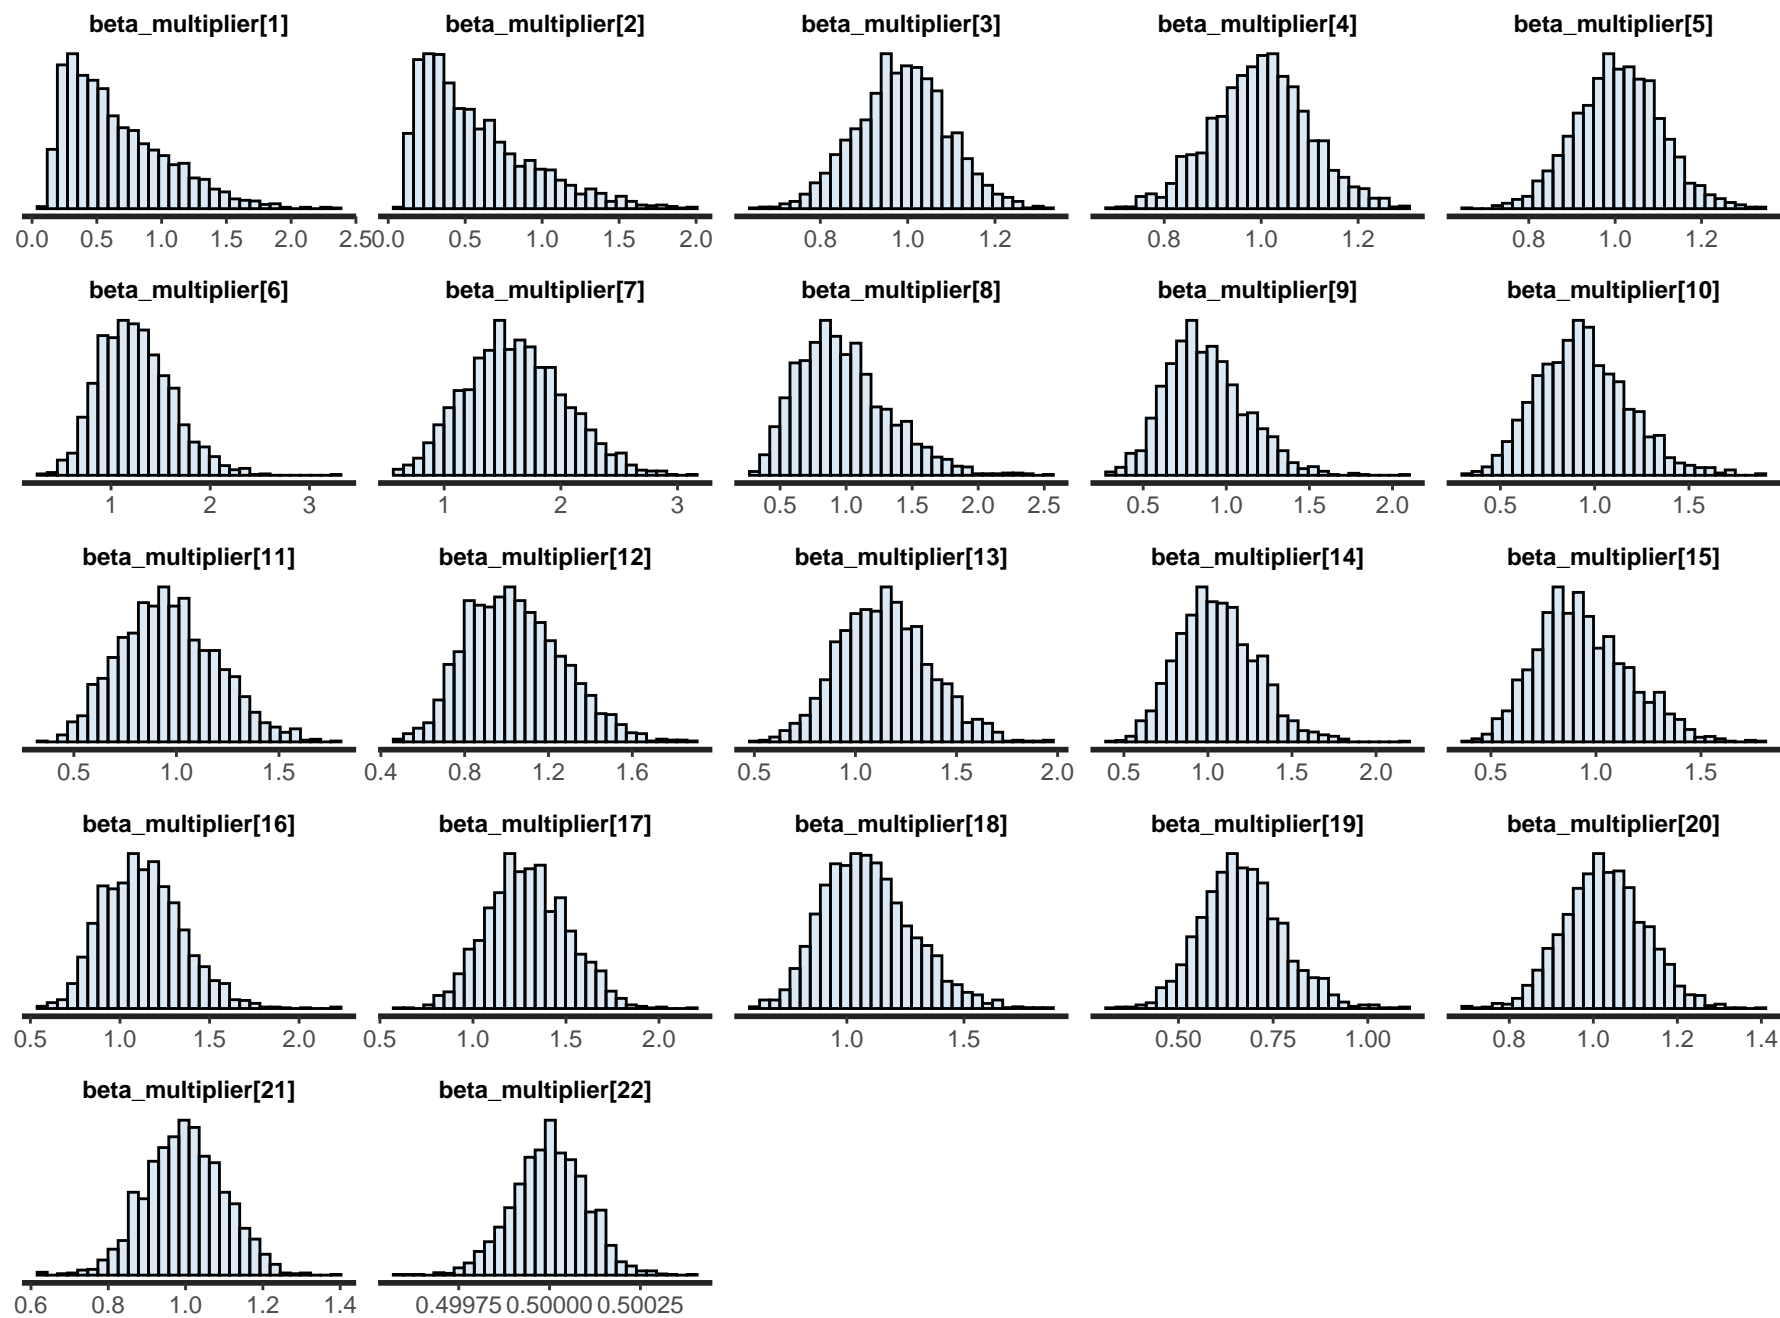 beta_multiplier[1] beta_multiplier[2] beta_multiplier[3] beta_multiplier[4] beta_multiplier[5]
0.0 0.5 1.0 1.5 2.0 2.5 0.0 0.5 1.0 1.5 2.0 0.8 1.0 1.2 0.8 1.0 1.2 0.8 1.0 1.2
beta_multiplier[6] beta_multiplier[7] beta_multiplier[8] beta_multiplier[9] beta_multiplier[10]
1 2 3 1 2 3 0.5 1.0 1.5 2.0 2.5 0.5 1.0 1.5 2.0 0.5 1.0 1.5
beta_multiplier[11] beta_multiplier[12] beta_multiplier[13] beta_multiplier[14] beta_multiplier[15]
0.5 1.0 1.5 0.4 0.8 1.2 1.6 0.5 1.0 1.5 2.0 0.5 1.0 1.5 2.0 0.5 1.0 1.5
beta_multiplier[16] beta_multiplier[17] beta_multiplier[18] beta_multiplier[19] beta_multiplier[20]
0.5 1.0 1.5 2.0 0.5 1.0 1.5 2.0 1.0 1.5 0.50 0.75 1.00 0.8 1.0 1.2 1.4
beta_multiplier[21] beta_multiplier[22]
0.6 0.8 1.0 1.2 1.4 0.49975 0.50000 0.50025